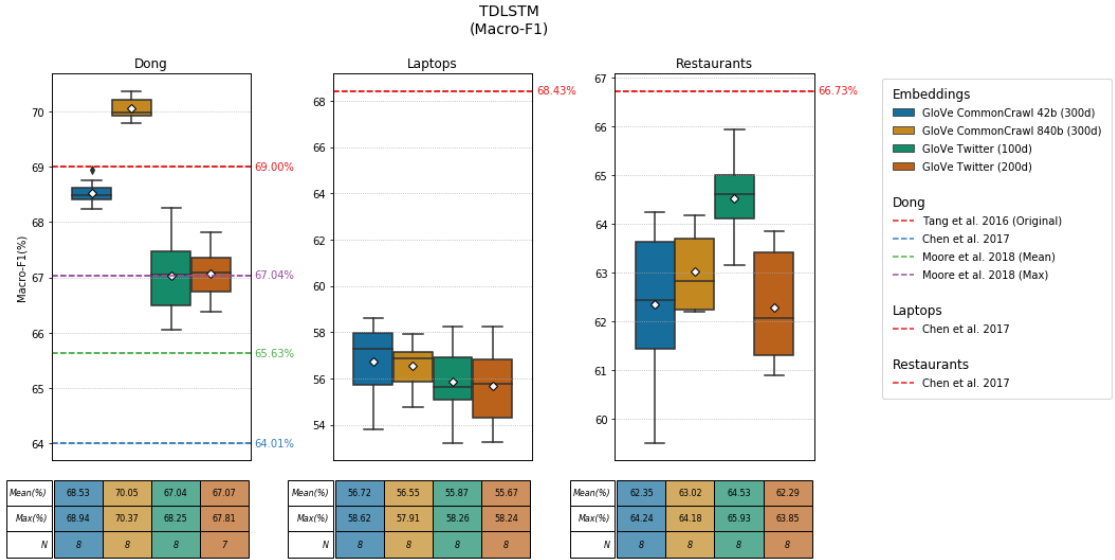 TDLSTM
(Macro-F1)
Dong
Macro-F1(%)
70
69
68
67
66
65
64
69.00%
67.04%
65.63%
64.01%
Laptops
68
66
64
62
60
58
56
54
68.43%
Restaurants
67
66
65
64
63
62
61
60
66.73%
Embeddings
GloVe CommonCrawl 42b (300d)
GloVe CommonCrawl 840b (300d)
GloVe Twitter (100d)
GloVe Twitter (200d)
Dong
Tang et al. 2016 (Original)
Chen et al. 2017
Moore et al. 2018 (Mean)
Moore et al. 2018 (Max)
Laptops
Chen et al. 2017
Restaurants
Chen et al. 2017
Mean(%) 68.53 70.05 67.04 67.07
Max(%) 68.94 70.37 68.25 67.81
N 8 8 8 7
Mean(%) 56.72 56.55 55.87 55.67
Max(%) 58.62 57.91 58.26 58.24
N 8 8 8 8
Mean(%) 62.35 63.02 64.53 62.29
Max(%) 64.24 64.18 65.93 63.85
N 8 8 8 8